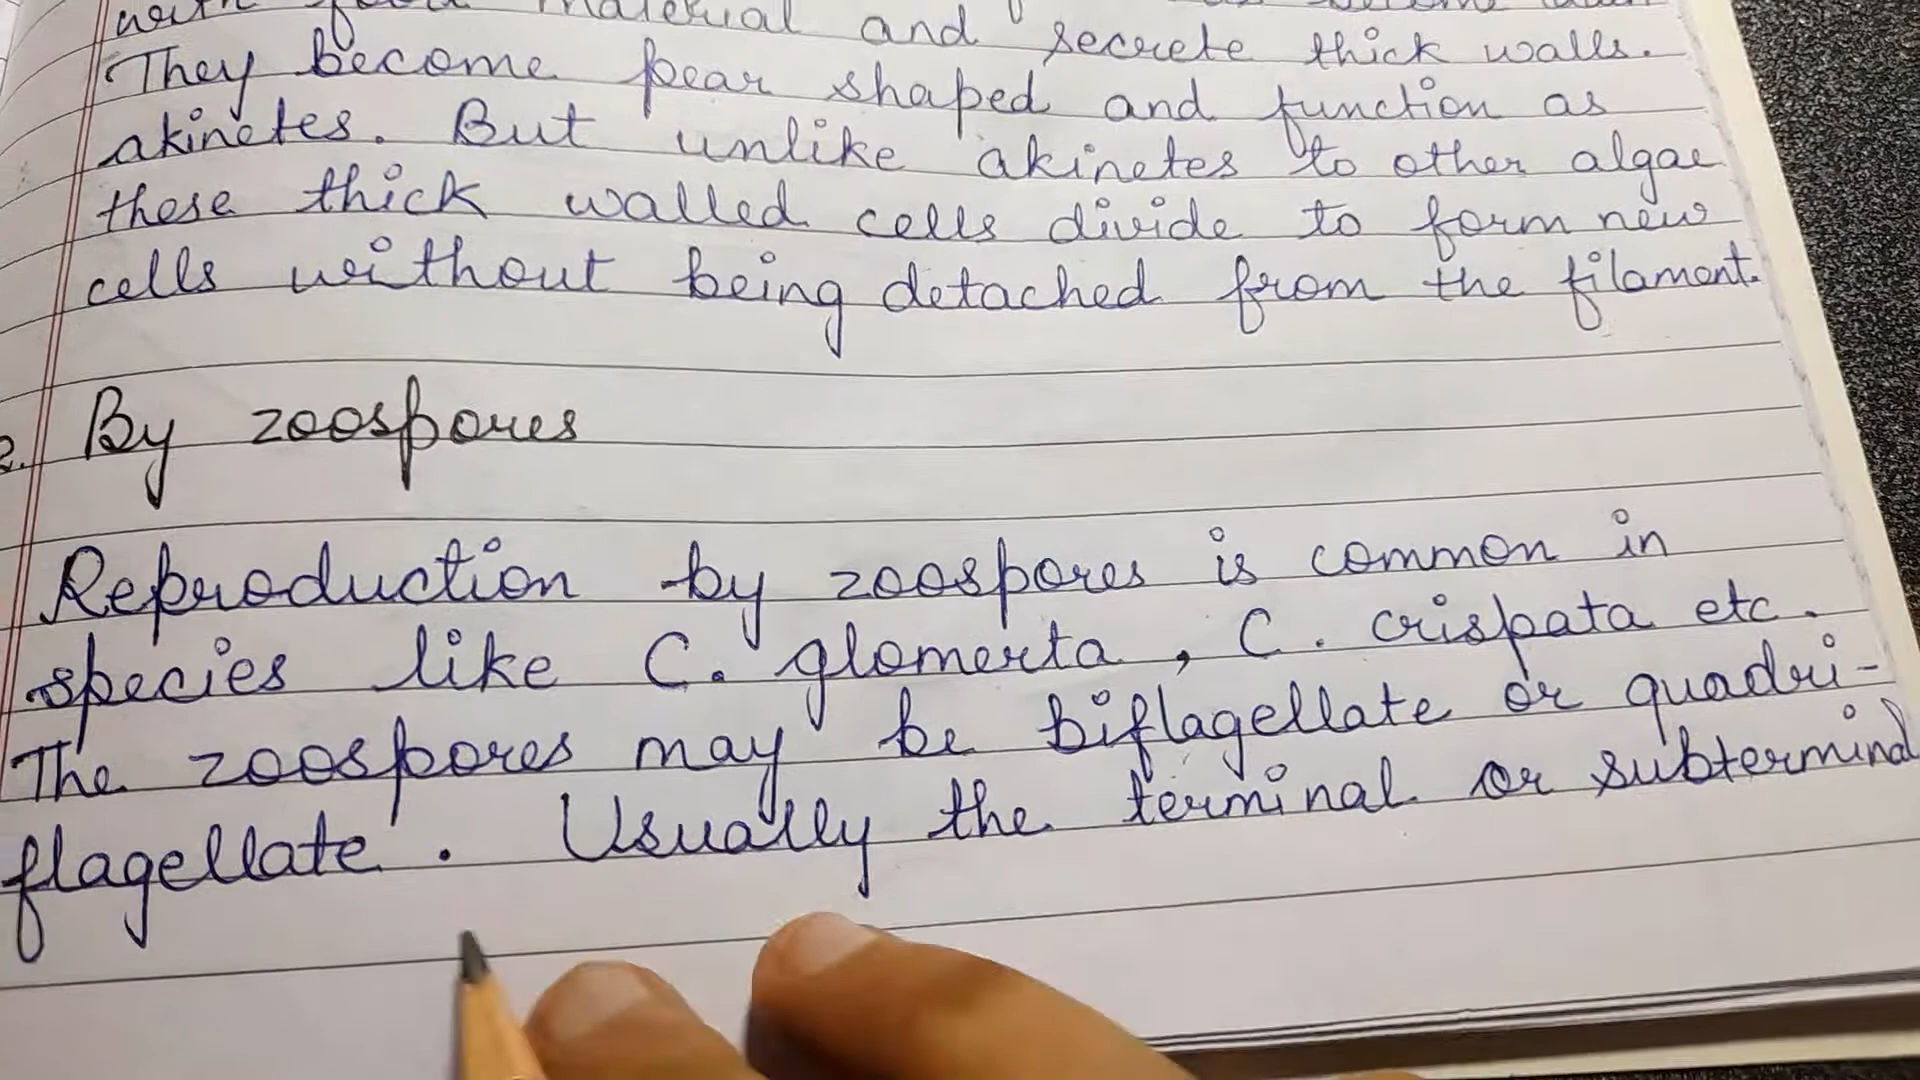 with food material and secrete thick walls.
They become pear shaped and function as
akinetes. But unlike akinetes to other algae
these thick walled cells divide to form new
cells without being detached from the filament.
2. By zoospores
Reproduction by zoospores is common in
species like C. glomerta, C. crispata etc.
The zoospores may be biflagellate or quadri-
flagellate. Usually the terminal or subterminal